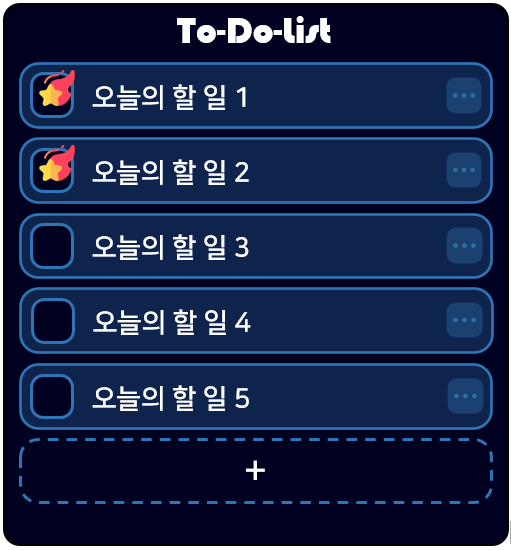 To-Do-List
오늘의 할 일 1
오늘의 할 일 2
오늘의 할 일 3
오늘의 할 일 4
오늘의 할 일 5
+